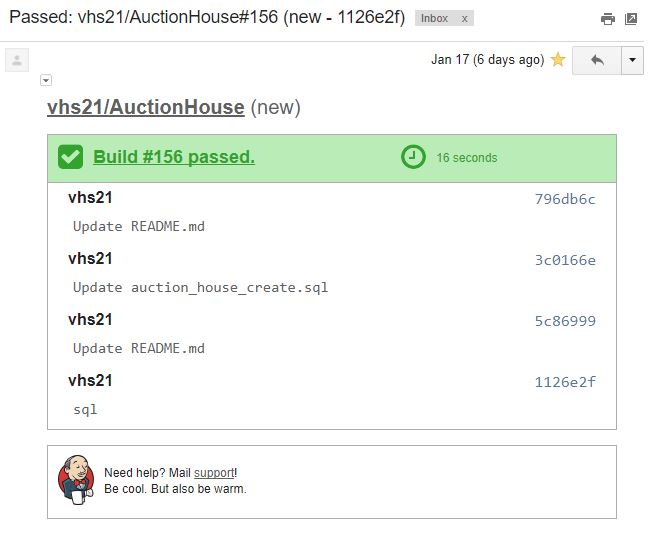 Passed: vhs21/AuctionHouse#156 (new - 1126e2f)
Inbox x
Jan 17 (6 days ago)
vhs21/AuctionHouse (new)
Build #156 passed.
16 seconds
vhs21
796db6c
Update README.md
vhs21
3c0166e
Update auction_house_create.sql
vhs21
5c86999
Update README.md
vhs21
1126e2f
sql
Need help? Mail support!
Be cool. But also be warm.